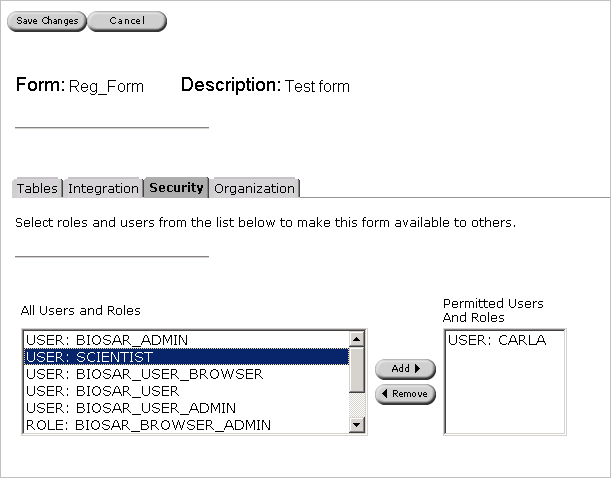 Save Changes Cancel
Form: Reg_Form Description: Test form
Tables Integration Security Organization
Select roles and users from the list below to make this form available to others.
All Users and Roles
USER: BIOSAR_ADMIN
USER: SCIENTIST
USER: BIOSAR_USER_BROWSER
USER: BIOSAR_USER
USER: BIOSAR_USER_ADMIN
ROLE: BIOSAR_BROWSER_ADMIN
Add
Remove
Permitted Users
And Roles
USER: CARLA